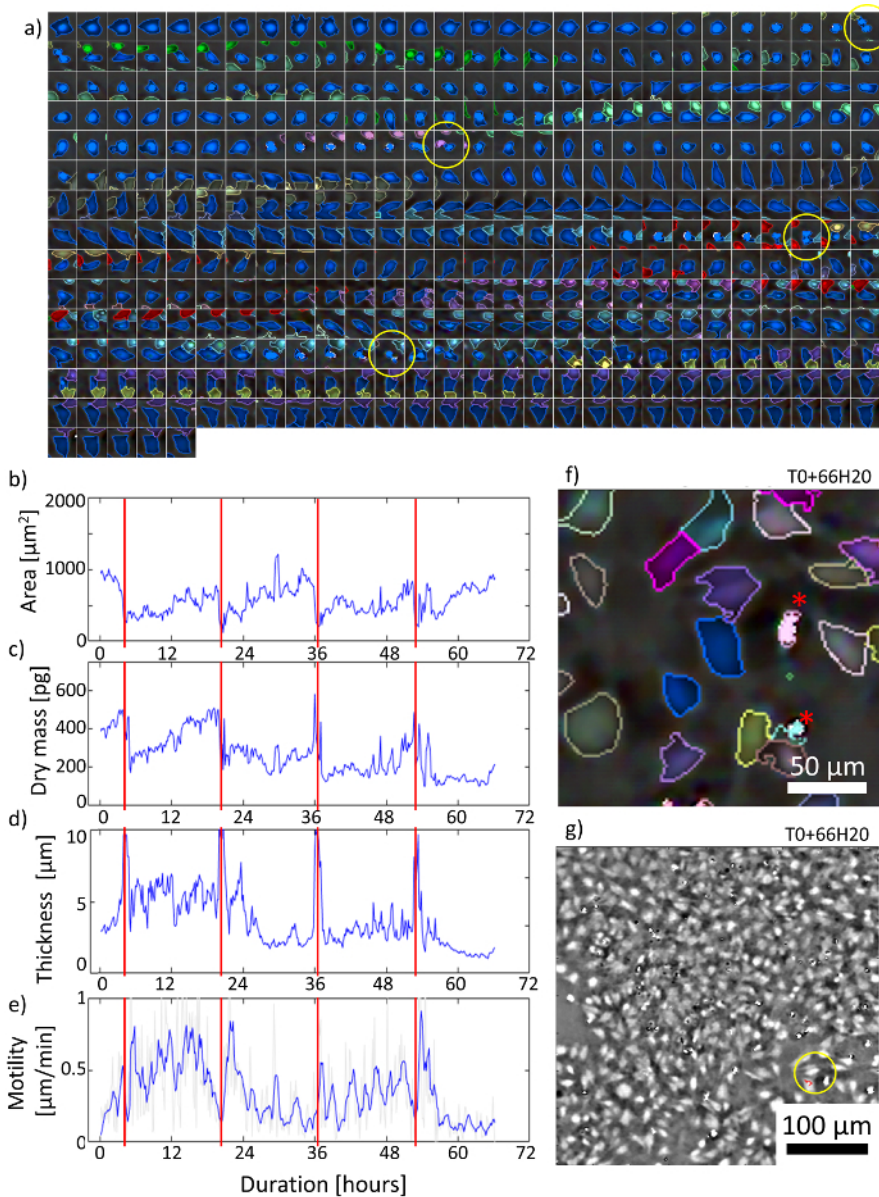 a)
b)
Area [µm²]
2000
1000
0
0 12 24 36 48 60 72
c)
Dry mass [pg]
600
400
200
0
0 12 24 36 48 60 72
d)
Thickness [µm]
10
5
0
0 12 24 36 48 60 72
e)
Motility
[µm/min]
1
0.5
0
0 12 24 36 48 60 72
Duration [hours]
f)
T0+66H20
*
*
50 µm
g)
T0+66H20
100 µm